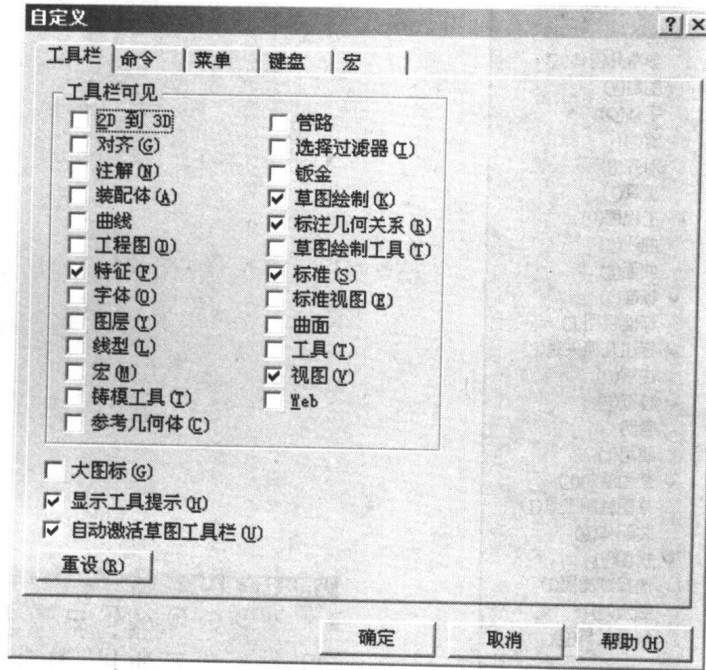 自定义
工具栏 命令 菜单 键盘 宏
工具栏可见
2D 到 3D
对齐(G)
注解(N)
装配体(A)
曲线
工程图(D)
特征(F)
字体(O)
图层(Y)
线型(L)
宏(M)
铸模工具(T)
参考几何体(C)
管路
选择过滤器(I)
钣金
草图绘制(K)
标注几何关系(R)
草图绘制工具(T)
标准(S)
标准视图(E)
曲面
工具(T)
视图(V)
Web
大图标(G)
显示工具提示(H)
自动激活草图工具栏(U)
重设(R)
确定 取消 帮助(H)